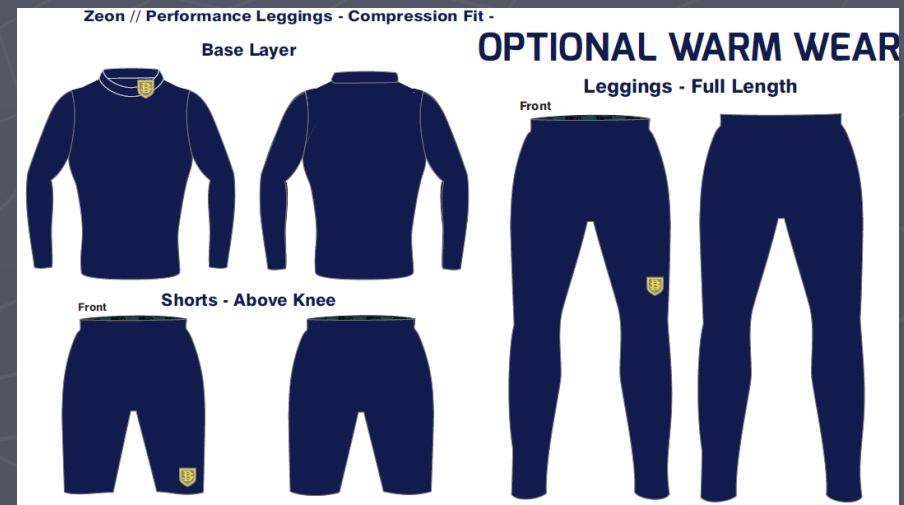 Zeon // Performance Leggings - Compression Fit -
OPTIONAL WARM WEAR
Base Layer
B
Leggings - Full Length
Front
B
Shorts - Above Knee
Front
B